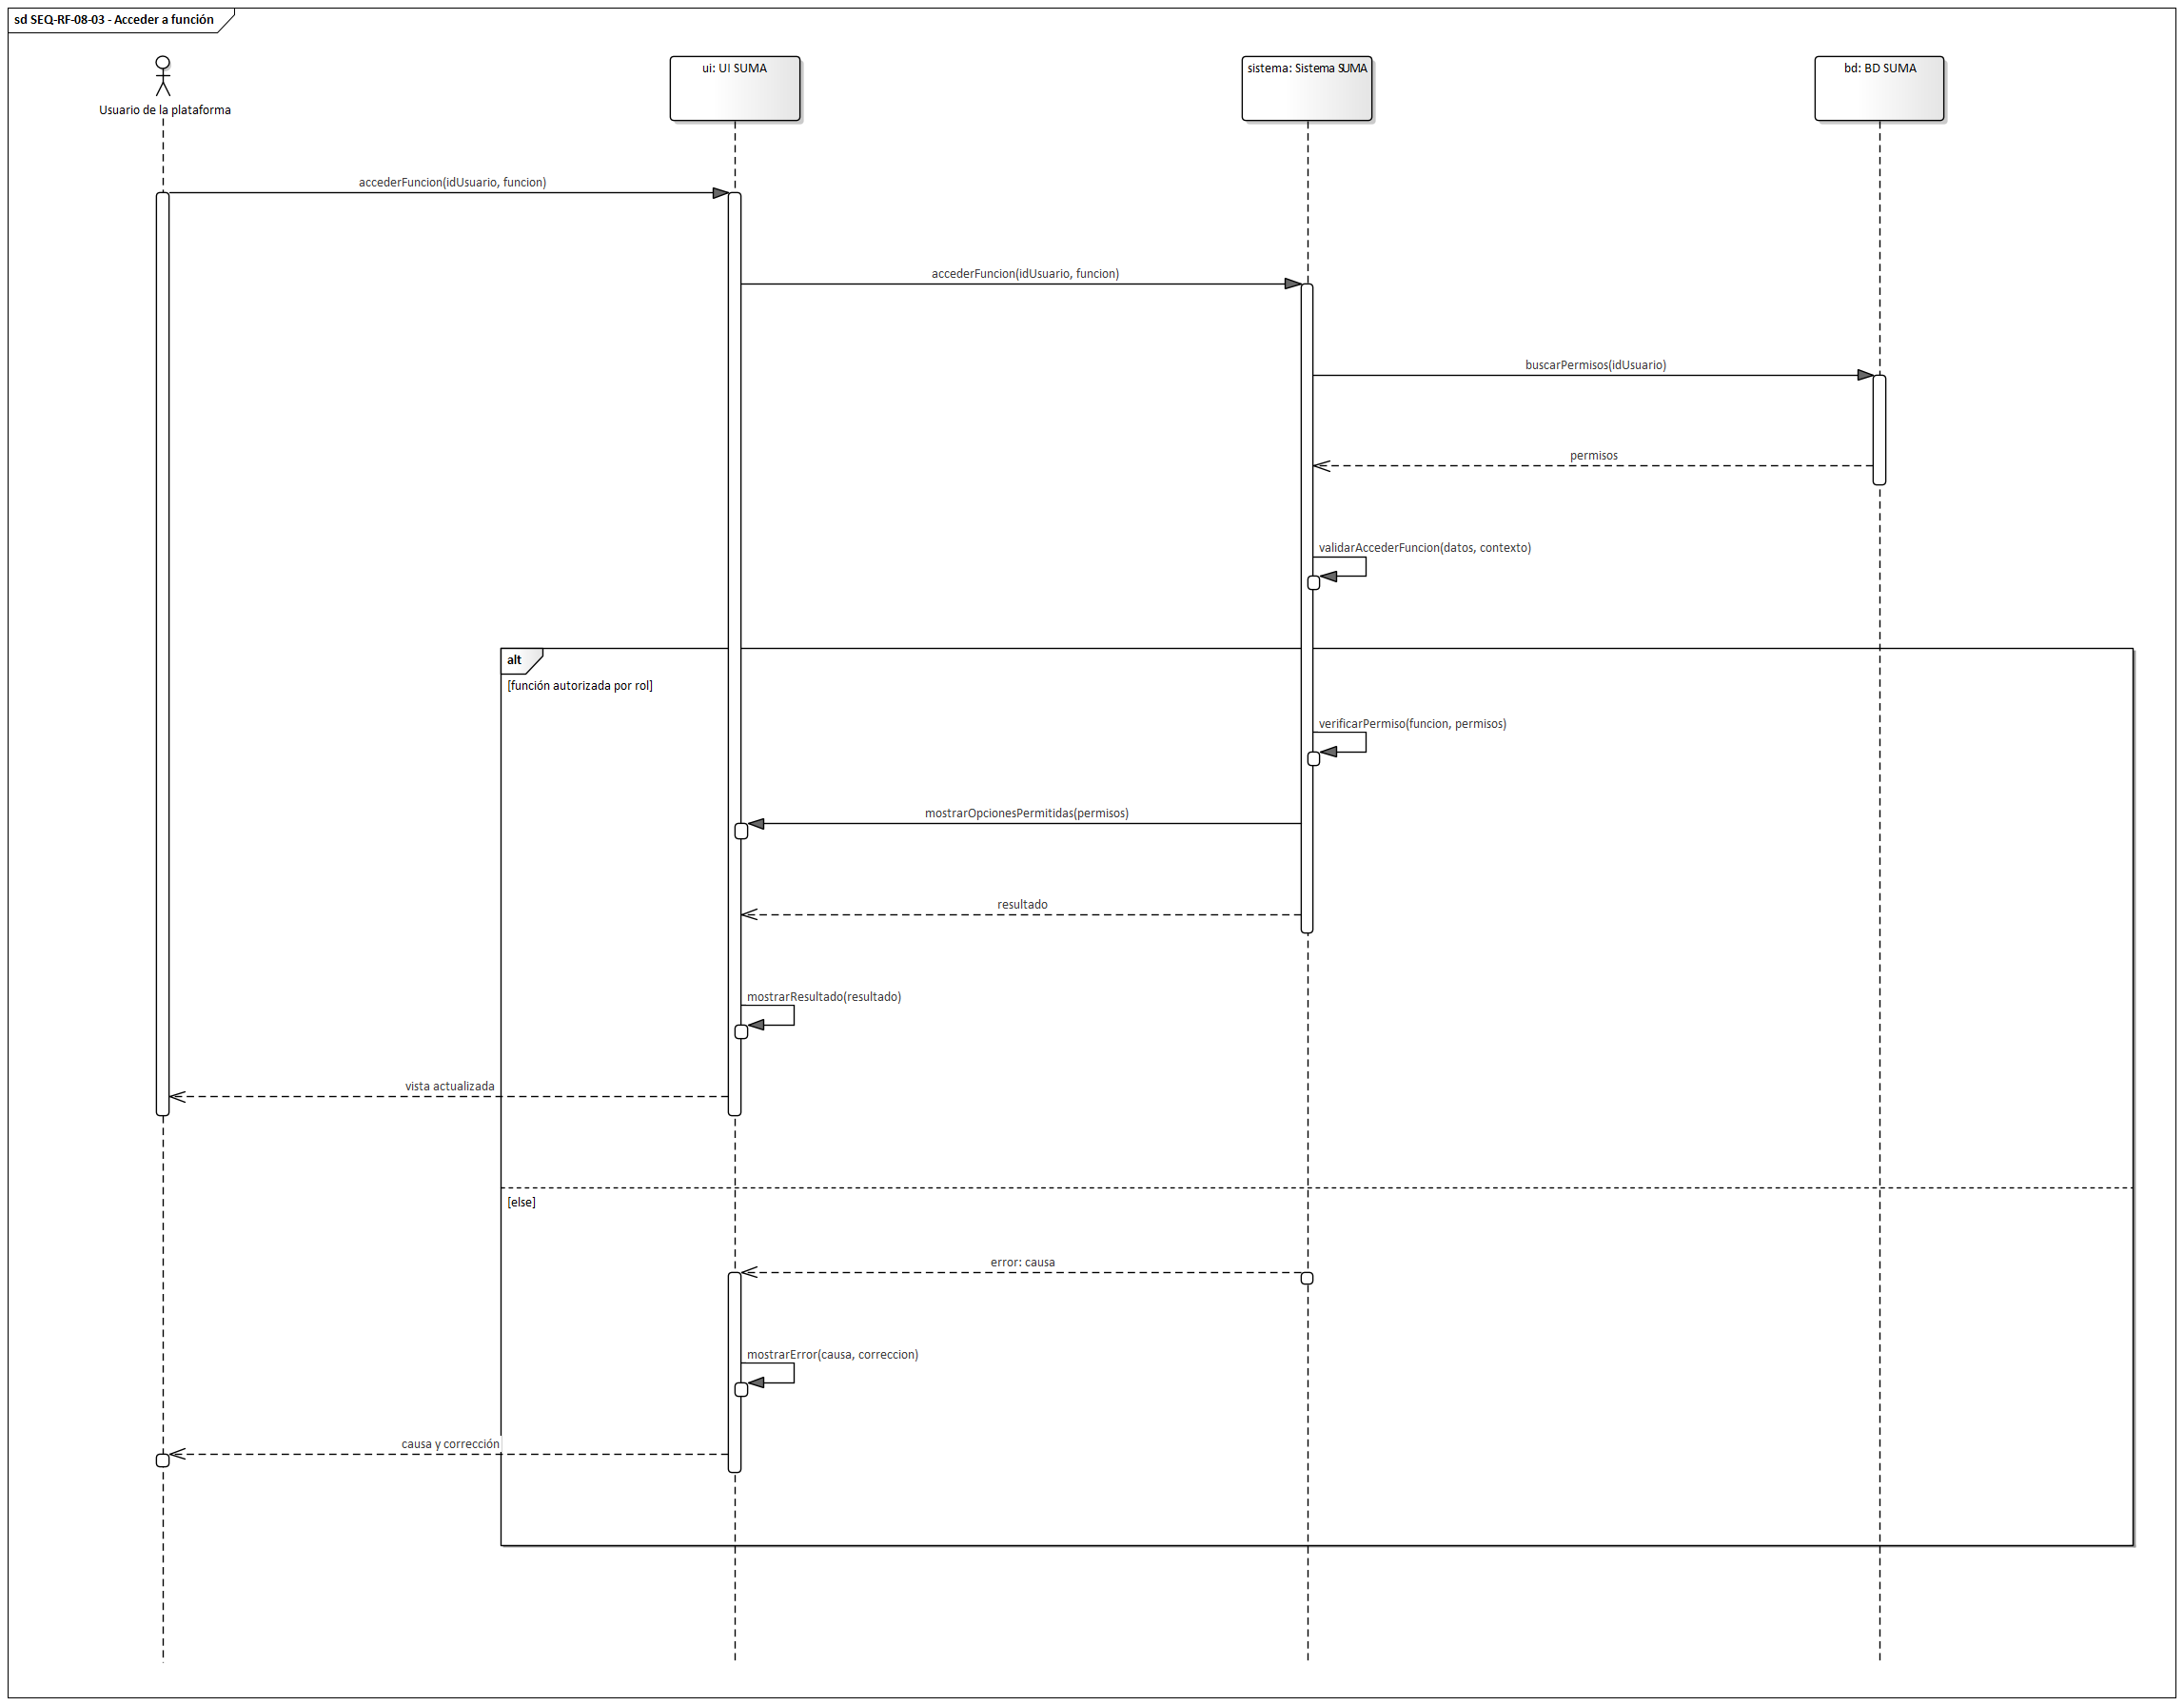 sd SEQ-RF-08-03 - Acceder a función
Usuario de la plataforma
ui: UI SUMA
sistema: Sistema SUMA
bd: BD SUMA
accederFuncion(idUsuario, funcion)
accederFuncion(idUsuario, funcion)
buscarPermisos(idUsuario)
permisos
validarAccederFuncion(datos, contexto)
alt
[función autorizada por rol]
verificarPermiso(funcion, permisos)
mostrarOpcionesPermitidas(permisos)
resultado
mostrarResultado(resultado)
vista actualizada
[else]
error: causa
mostrarError(causa, correccion)
causa y corrección